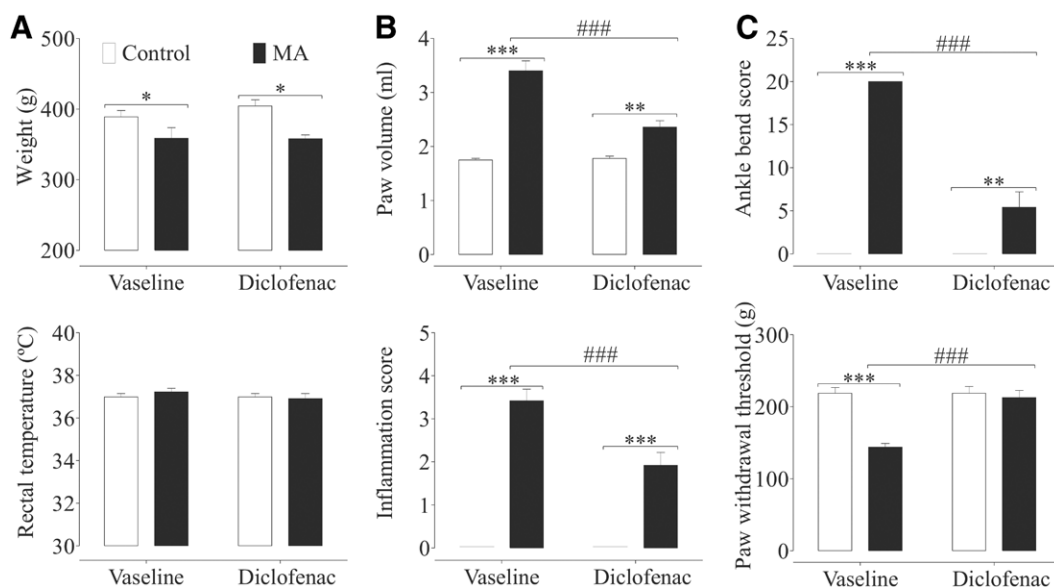 A
Control
MA
Weight (g)
500
450
400
350
300
250
200
*
*
Vaseline
Diclofenac
B
Paw volume (ml)
4
3
2
1
0
***
**
###
Vaseline
Diclofenac
C
Ankle bend score
25
20
15
10
5
0
***
**
###
Vaseline
Diclofenac
Rectal temperature (ºC)
40
38
36
34
32
30
Vaseline
Diclofenac
Inflammation score
5
4
3
2
1
0
***
***
###
Vaseline
Diclofenac
Paw withdrawal threshold (g)
300
200
100
0
***
###
Vaseline
Diclofenac